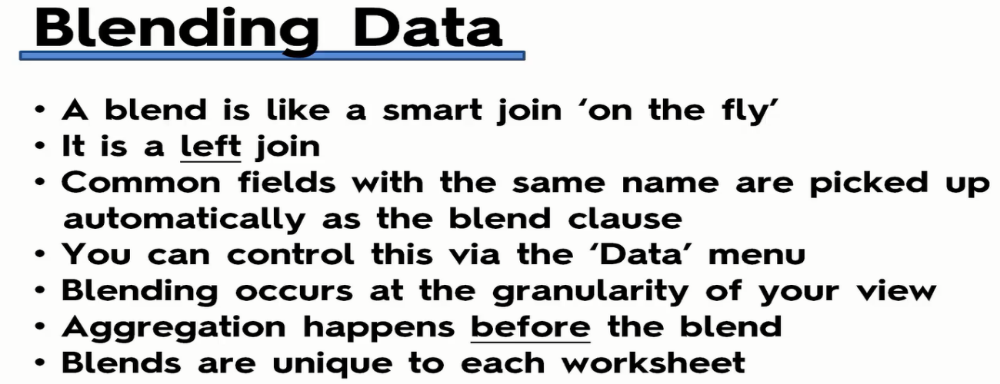 Blending Data
• A blend is like a smart join ‘on the fly’
• It is a left join
• Common fields with the same name are picked up
automatically as the blend clause
• You can control this via the ‘Data’ menu
• Blending occurs at the granularity of your view
• Aggregation happens before the blend
• Blends are unique to each worksheet